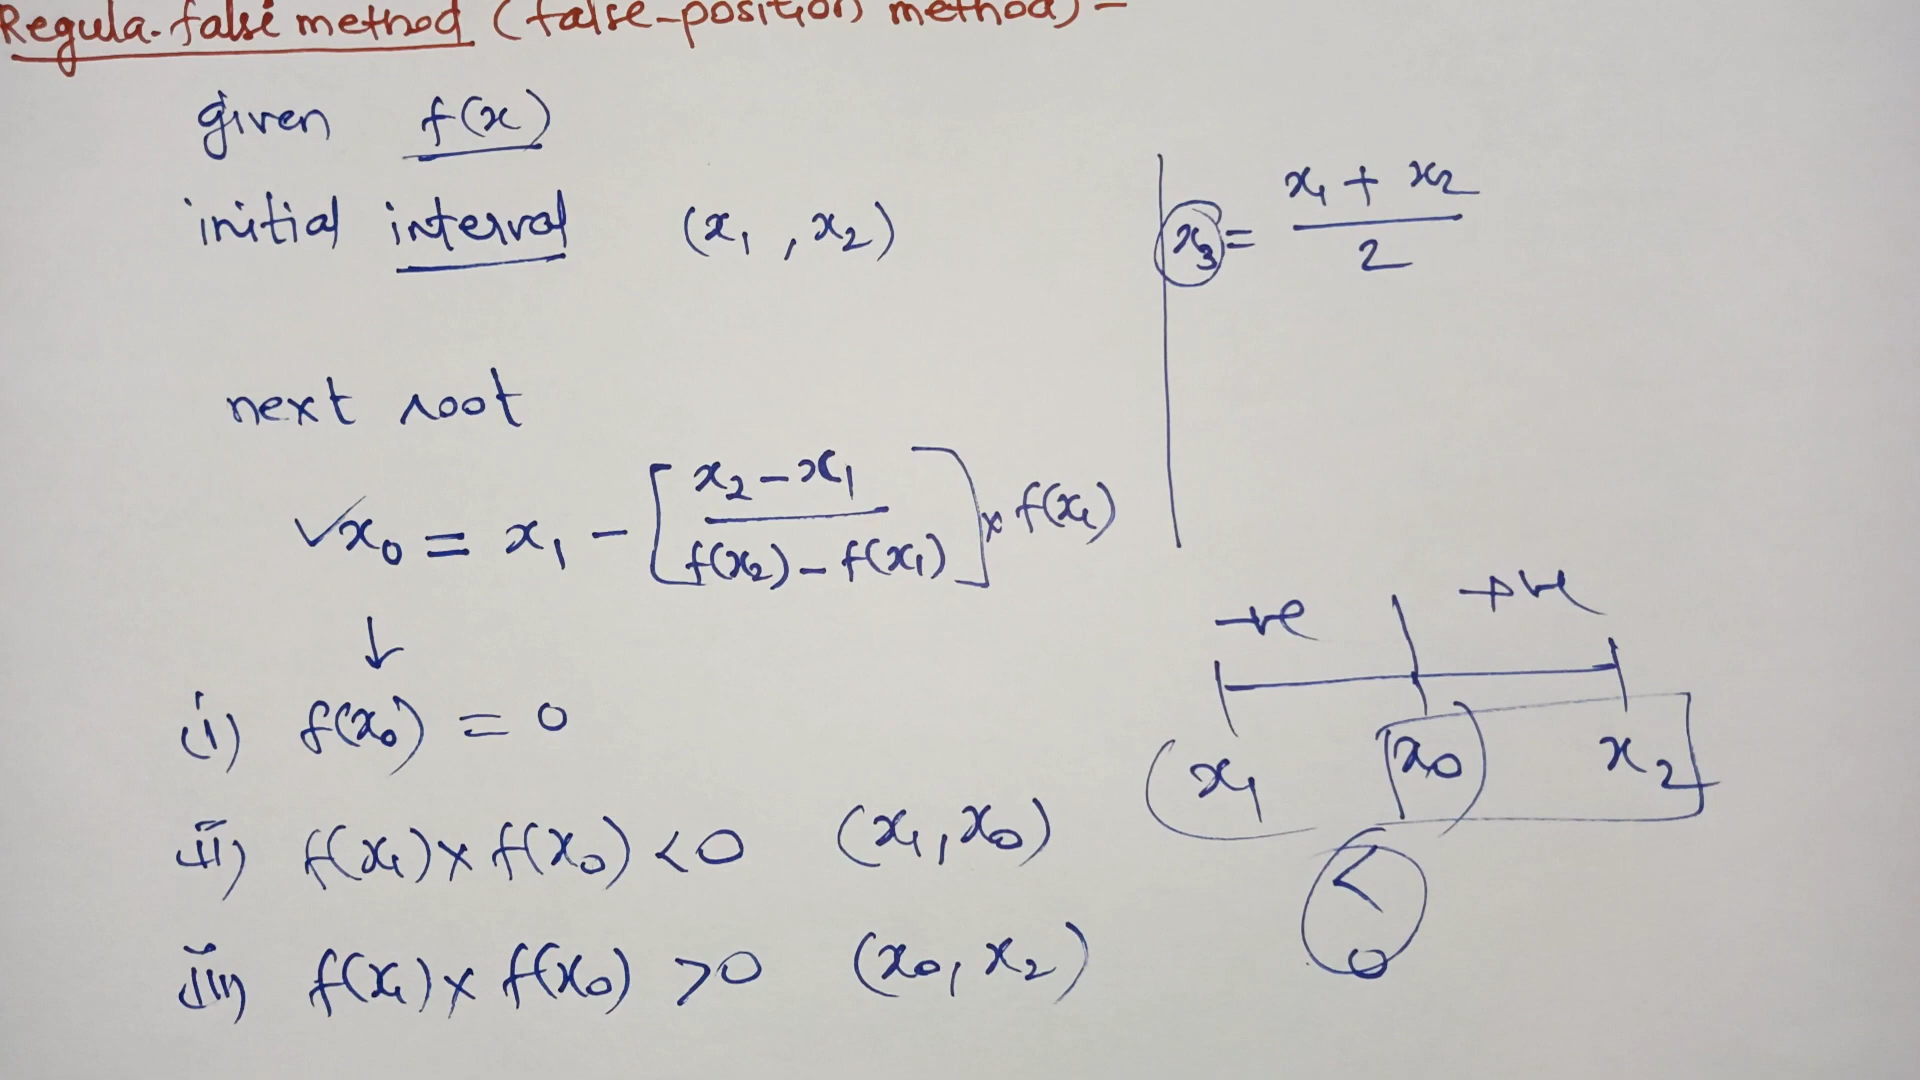 Regula-falsi method (false-position method) -
given f(x)
initial interval (x₁, x₂)
x₃ = (x₁ + x₂) / 2
next root
✓x₀ = x₁ - [(x₂ - x₁) / (f(x₂) - f(x₁))] × f(x₁)
↓
(i) f(x₀) = 0
(ii) f(x₁) × f(x₀) < 0 (x₁, x₀)
(iii) f(x₁) × f(x₀) > 0 (x₀, x₂)
-ve +ve
(x₁ x₀) x₂
< 0